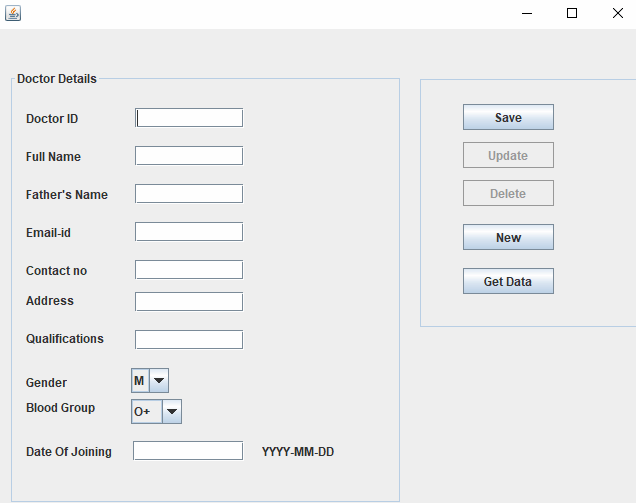 Doctor Details
Doctor ID
Full Name
Father's Name
Email-id
Contact no
Address
Qualifications
Gender M
Blood Group O+
Date Of Joining YYYY-MM-DD
Save
Update
Delete
New
Get Data